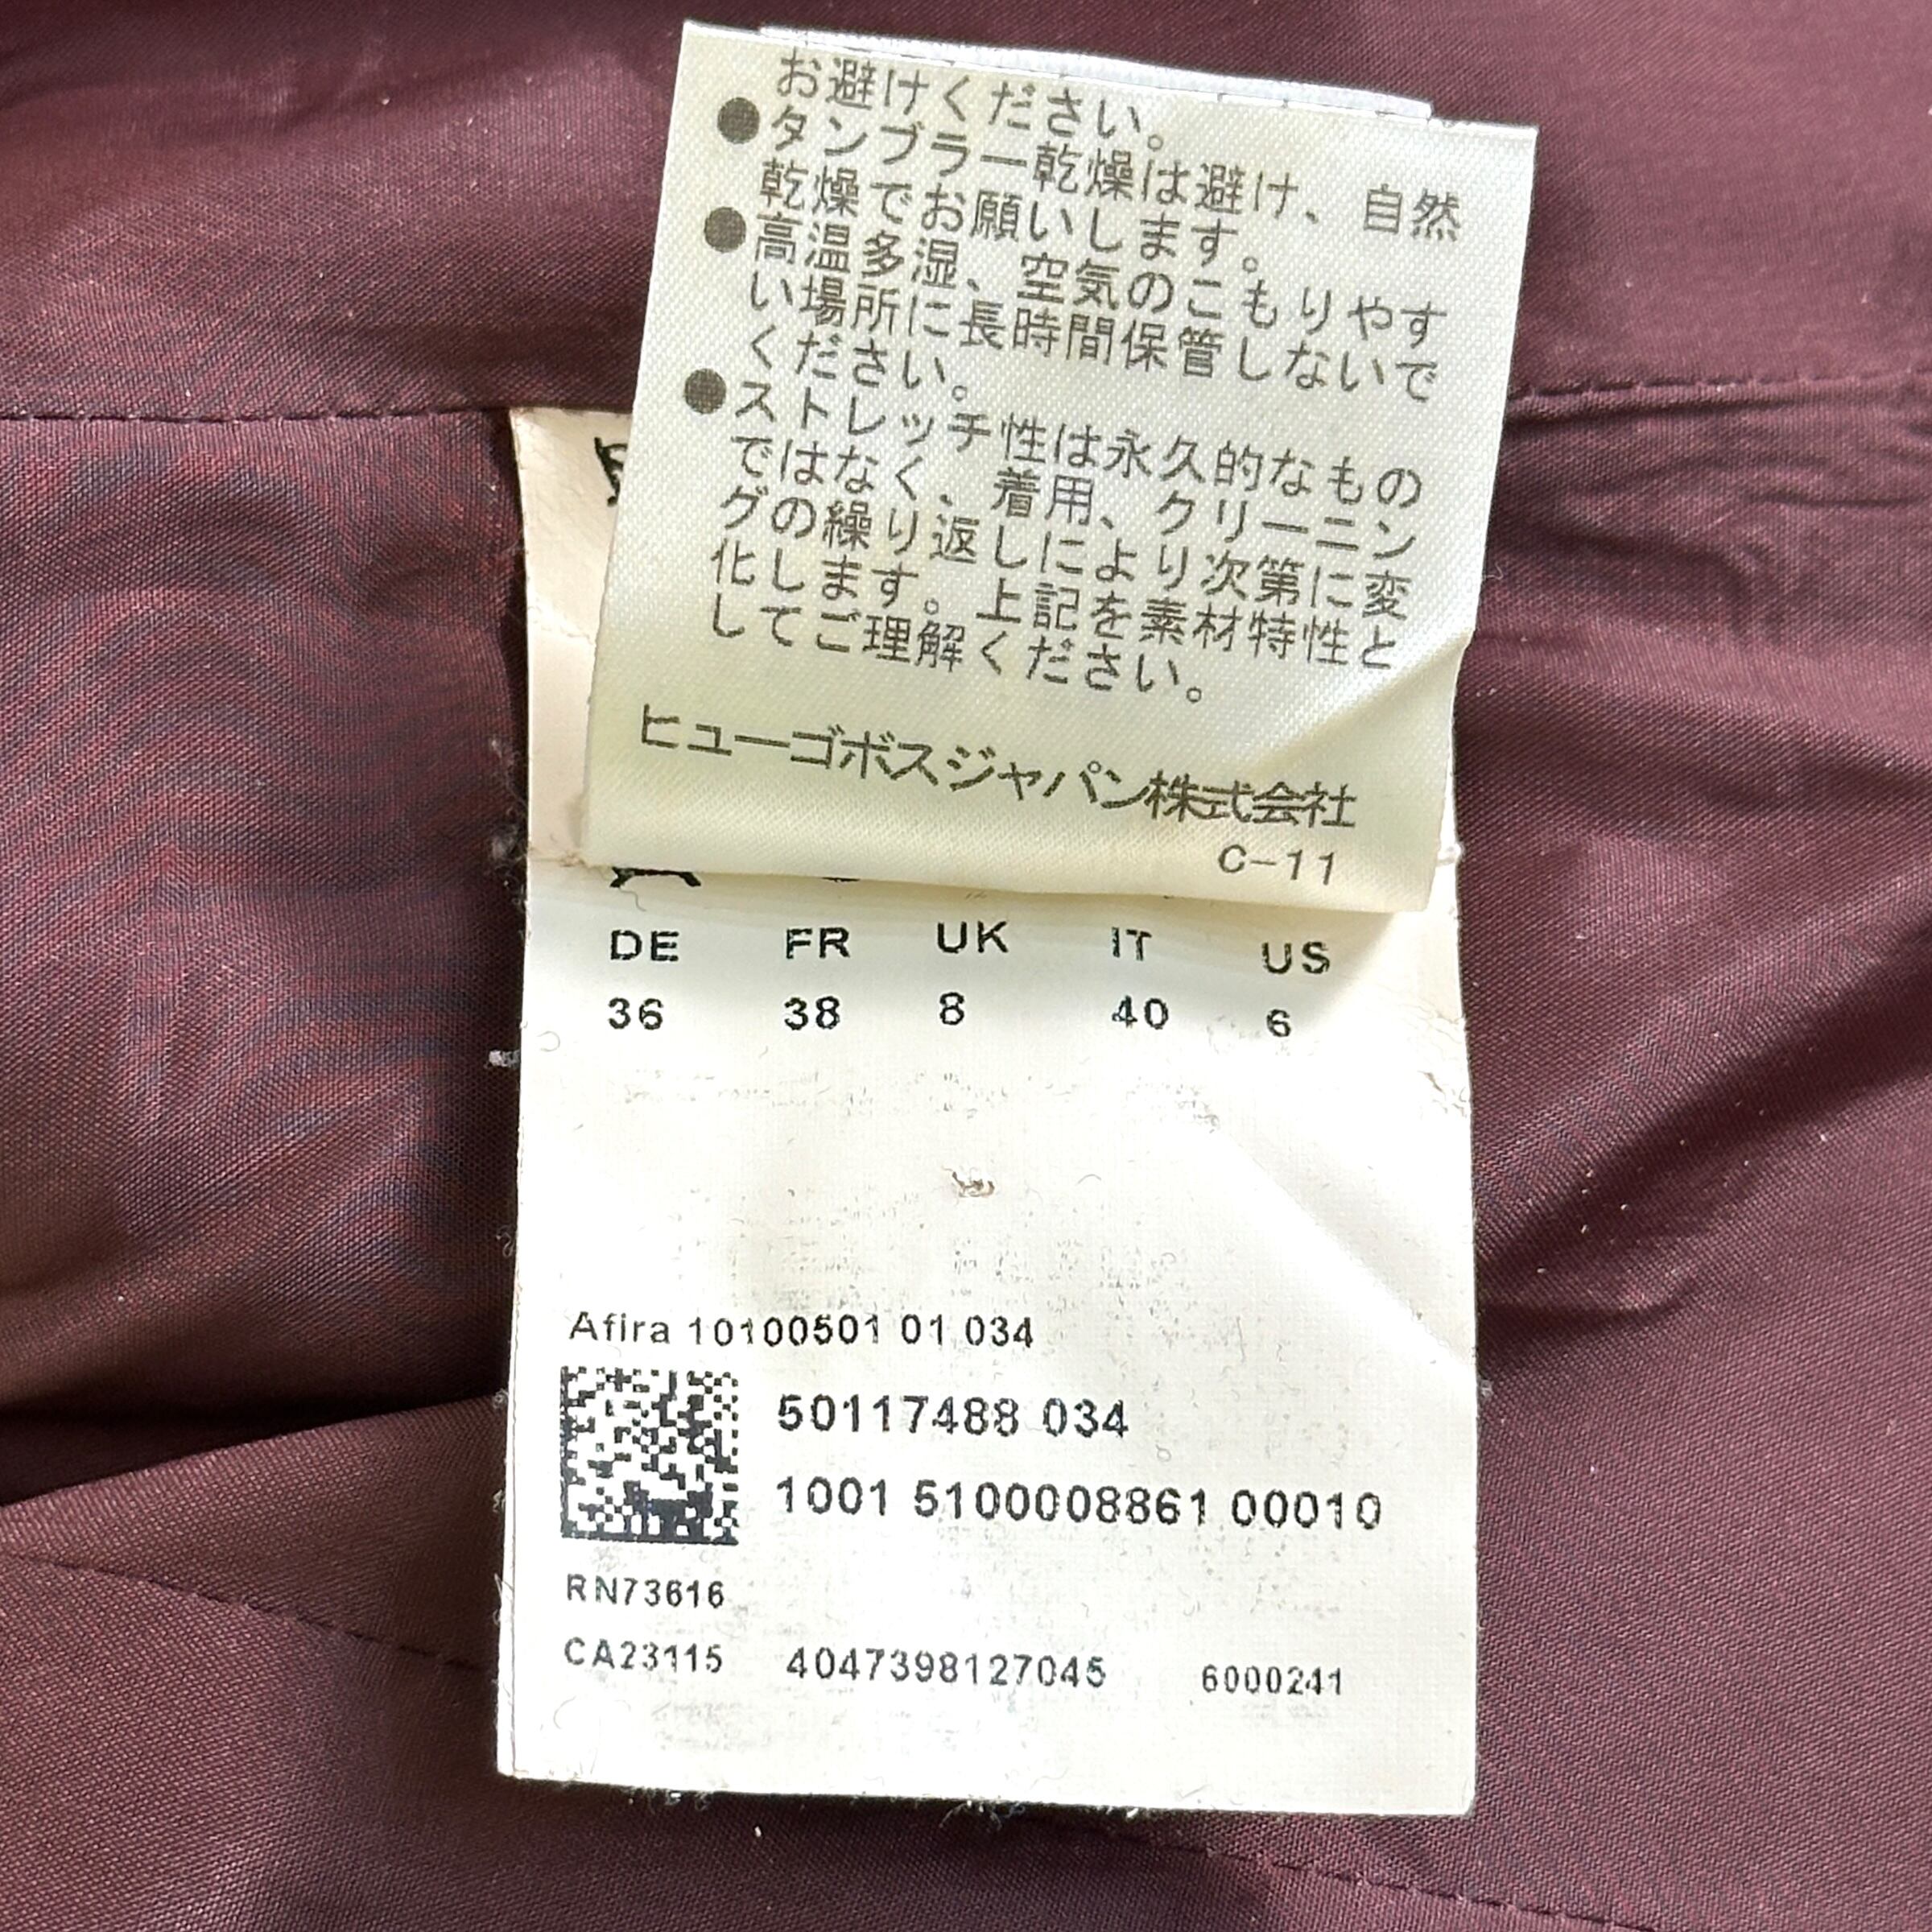 お避けください。
●タンブラー乾燥は避け、自然
乾燥でお願いします。
●高温多湿、空気のこもりやす
い場所に長時間保管しないで
ください。
●ストレッチ性は永久的なもの
ではなく、着用、クリーニン
グの繰り返しにより次第に変
化します。上記を素材特性と
してご理解ください。
ヒューゴボスジャパン株式会社
C-11
DE FR UK IT US
36 38 8 40 6
Afira 10100501 01 034
50117488 034
1001 5100008861 00010
RN73616
CA23115 4047398127045 6000241